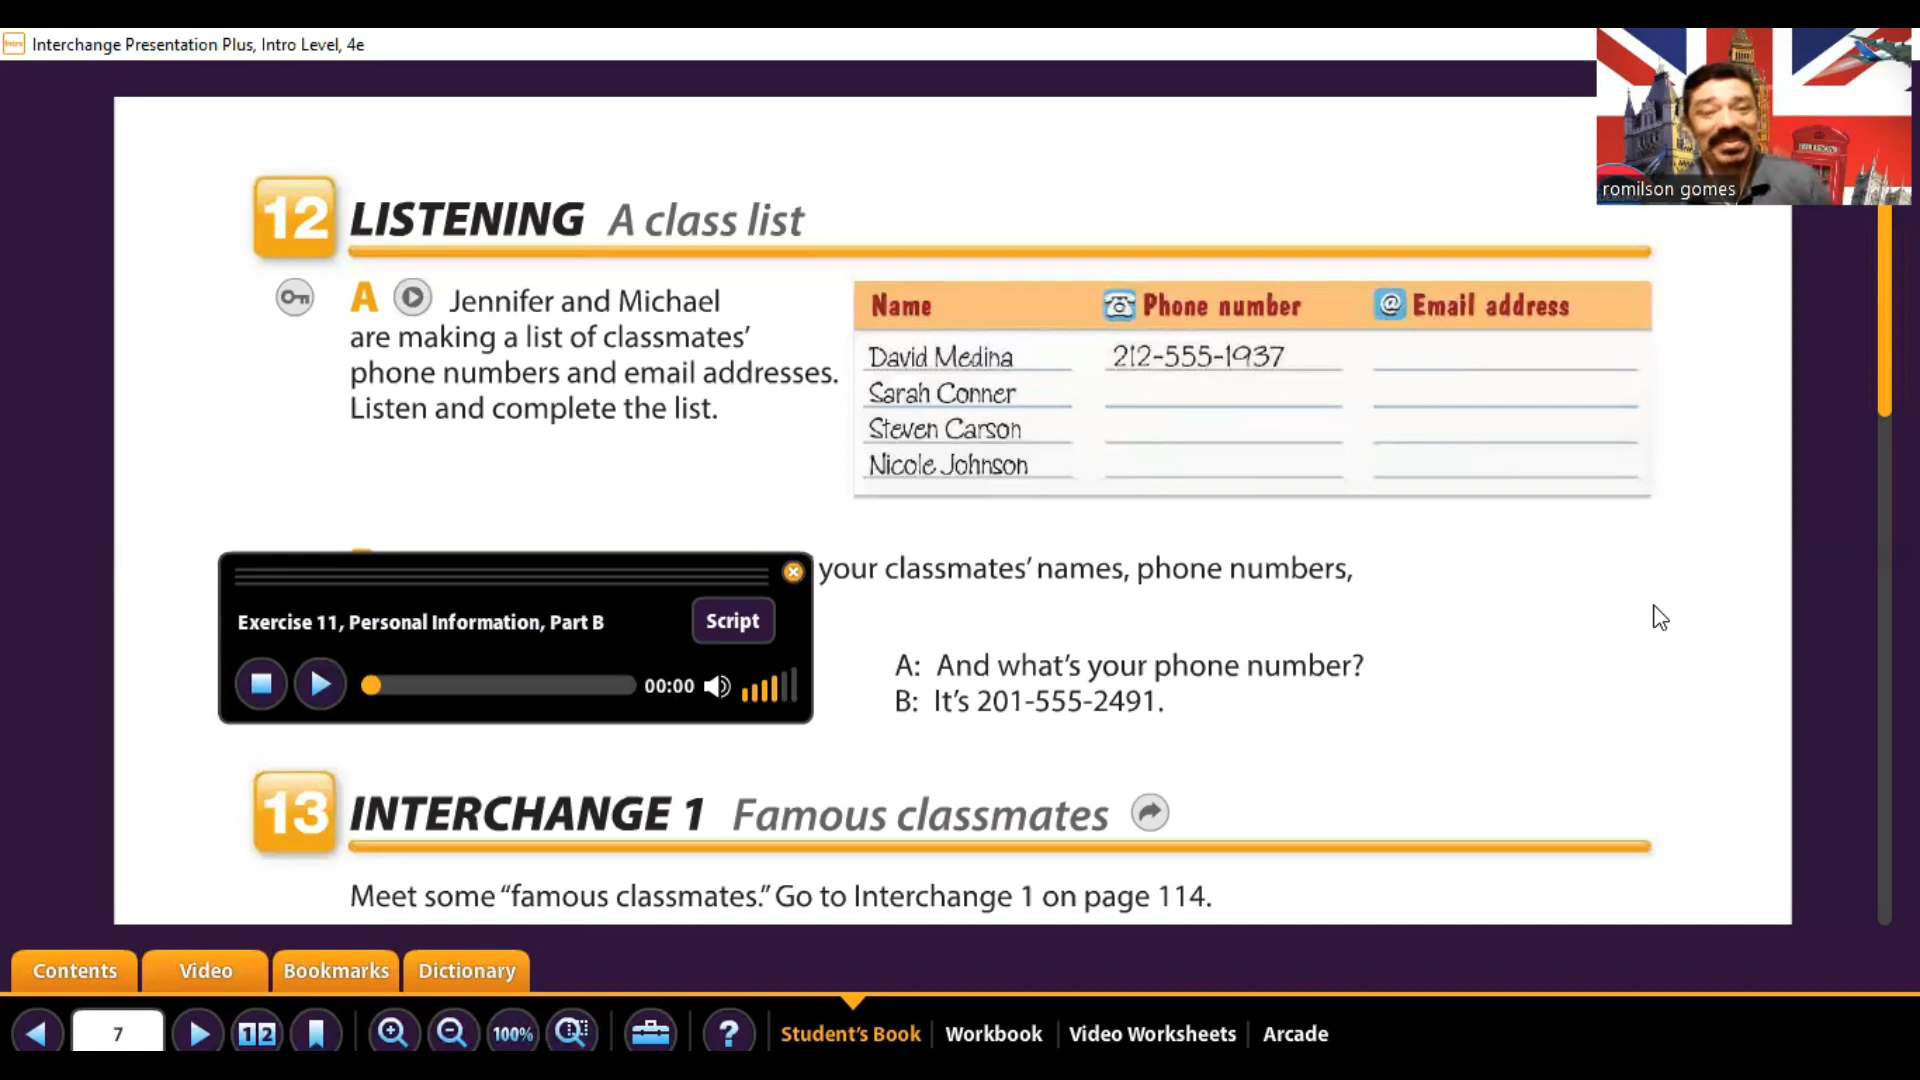 Interchange Presentation Plus, Intro Level, 4e
romilson gomes
12 LISTENING A class list
A Jennifer and Michael
are making a list of classmates’
phone numbers and email addresses.
Listen and complete the list.
Name Phone number @ Email address
David Medina 212-555-1937
Sarah Conner
Steven Carson
Nicole Johnson
your classmates’ names, phone numbers,
Exercise 11, Personal Information, Part B Script
00:00
A: And what’s your phone number?
B: It’s 201-555-2491.
13 INTERCHANGE 1 Famous classmates
Meet some “famous classmates.” Go to Interchange 1 on page 114.
Contents Video Bookmarks Dictionary
7 12 100% ? Student’s Book Workbook Video Worksheets Arcade